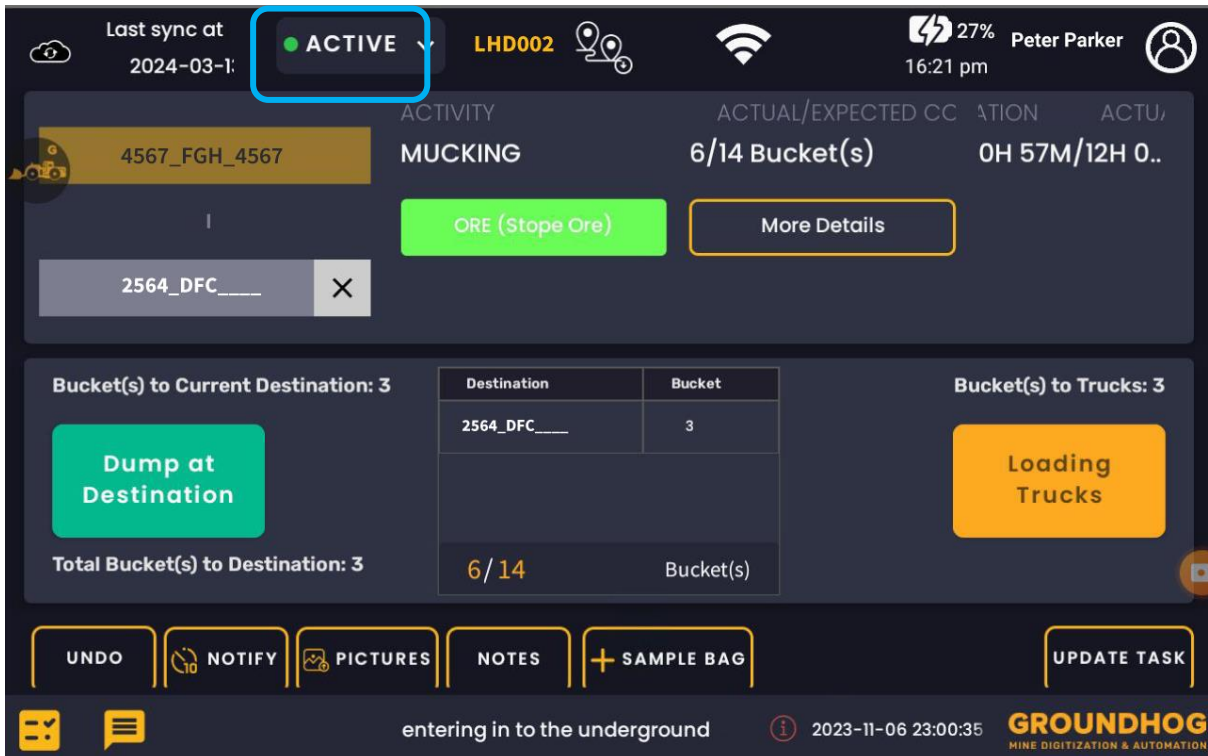 Last sync at
2024-03-1
ACTIVE
LHD002
27%
16:21 pm
Peter Parker
ACTIVITY
ACTUAL/EXPECTED CC
ATION
ACTU
MUCKING
6/14 Bucket(s)
0H 57M/12H 0..
G
4567_FGH_4567
ORE (Stope Ore)
More Details
2564_DFC____
Bucket(s) to Current Destination: 3
Destination Bucket
Bucket(s) to Trucks: 3
2564_DFC____ 3
Dump at
Destination
Loading
Trucks
Total Bucket(s) to Destination: 3
6/14 Bucket(s)
UNDO
10
NOTIFY
PICTURES
NOTES
+ SAMPLE BAG
UPDATE TASK
entering in to the underground
2023-11-06 23:00:35
GROUNDHOG
MINE DIGITIZATION & AUTOMATION